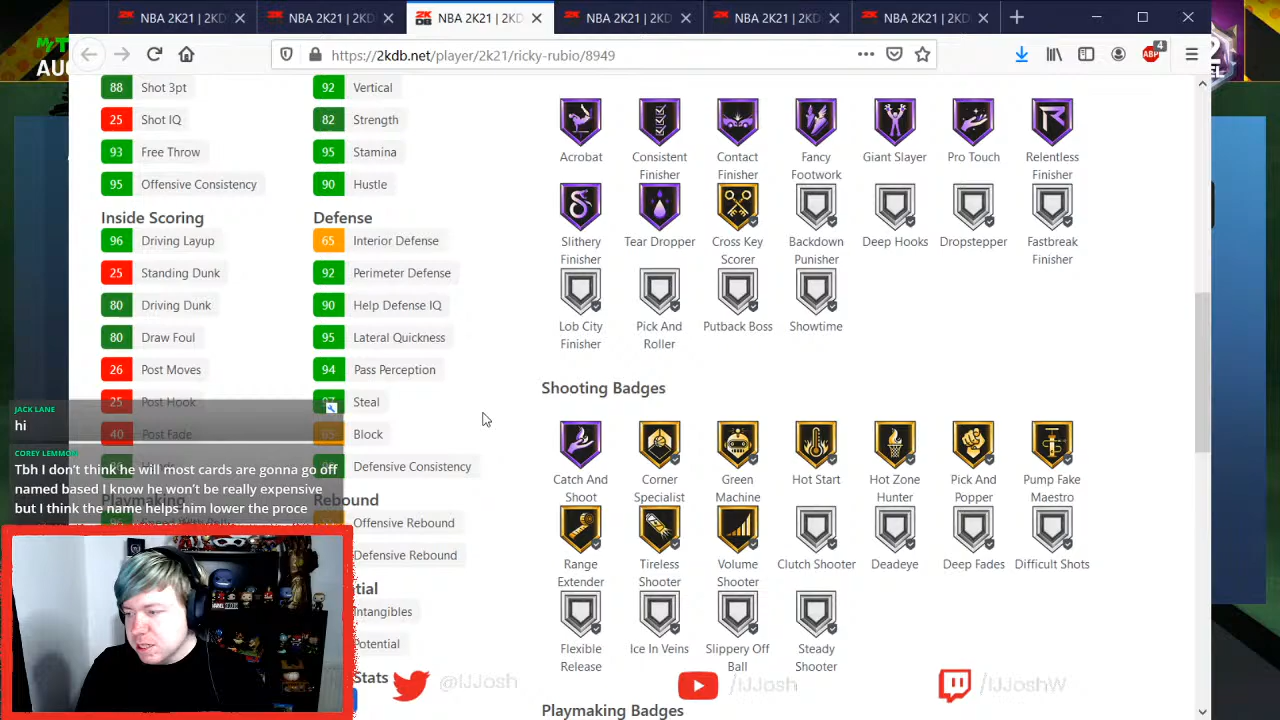 NBA 2K21 | 2KD
NBA 2K21 | 2KD
NBA 2K21 | 2KD
NBA 2K21 | 2KD
NBA 2K21 | 2KD
NBA 2K21 | 2KD
https://2kdb.net/player/2k21/ricky-rubio/8949
ABP 4
88 Shot 3pt
25 Shot IQ
93 Free Throw
95 Offensive Consistency
Inside Scoring
96 Driving Layup
25 Standing Dunk
80 Driving Dunk
80 Draw Foul
26 Post Moves
25 Post Hook
40 Post Fade
92 Vertical
82 Strength
95 Stamina
90 Hustle
Defense
65 Interior Defense
92 Perimeter Defense
90 Help Defense IQ
95 Lateral Quickness
94 Pass Perception
Steal
65 Block
Defensive Consistency
Rebound
Offensive Rebound
Defensive Rebound
Intangibles
Potential
Stats
Acrobat
Consistent Finisher
Contact Finisher
Fancy Footwork
Giant Slayer
Pro Touch
Relentless Finisher
Slithery Finisher
Tear Dropper
Cross Key Scorer
Backdown Punisher
Deep Hooks
Dropstepper
Fastbreak Finisher
Lob City Finisher
Pick And Roller
Putback Boss
Showtime
Shooting Badges
Catch And Shoot
Corner Specialist
Green Machine
Hot Start
Hot Zone Hunter
Pick And Popper
Pump Fake Maestro
Range Extender
Tireless Shooter
Volume Shooter
Clutch Shooter
Deadeye
Deep Fades
Difficult Shots
Flexible Release
Ice In Veins
Slippery Off Ball
Steady Shooter
Playmaking Badges
JACK LANE
hi
COREY LEMMON
Tbh I don't think he will most cards are gonna go off
named based I know he won't be really expensive
but I think the name helps him lower the proce
@IJJosh
/IJJosh
/IJJoshW